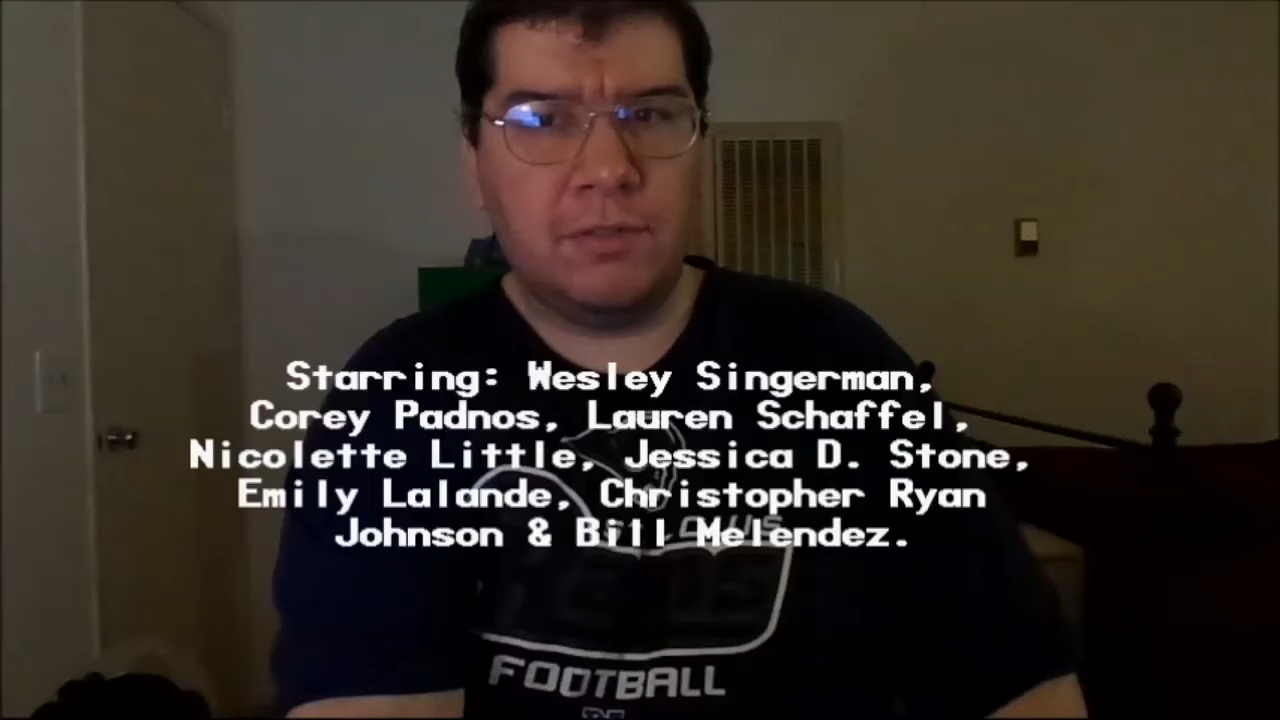 Starring: Wesley Singerman,
Corey Padnos, Lauren Schaffel,
Nicolette Little, Jessica D. Stone,
Emily Lalande, Christopher Ryan
Johnson & Bill Melendez.
FOOTBALL